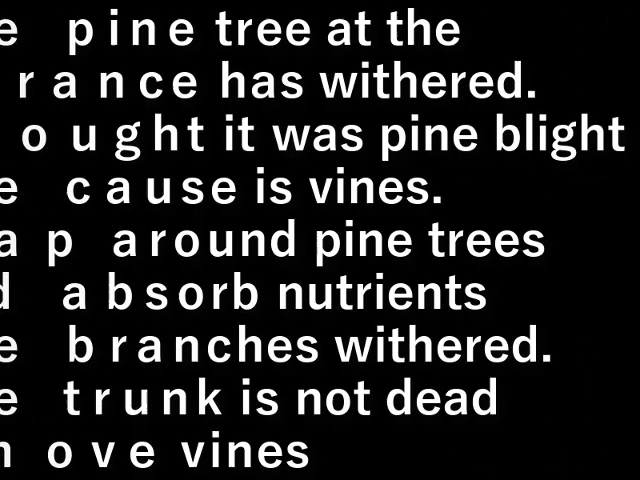 e pine tree at the
rance has withered.
ought it was pine blight
e cause is vines.
ap around pine trees
d absorb nutrients
e branches withered.
e trunk is not dead
ove vines